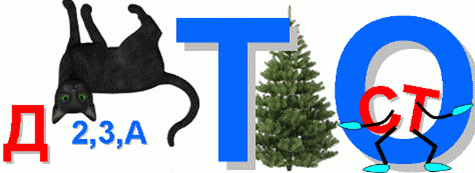 Д 2,3,А Т О СТ